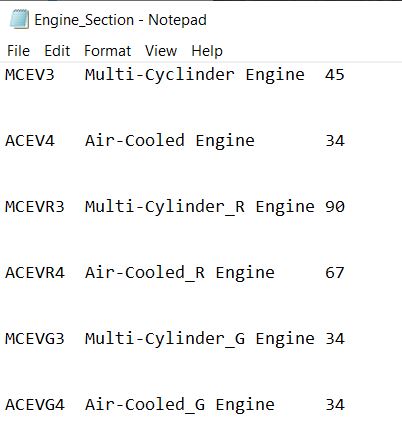 Engine_Section - Notepad
File Edit Format View Help
MCEV3 Multi-Cyclinder Engine 45
ACEV4 Air-Cooled Engine 34
MCEVR3 Multi-Cylinder_R Engine 90
ACEVR4 Air-Cooled_R Engine 67
MCEVG3 Multi-Cylinder_G Engine 34
ACEVG4 Air-Cooled_G Engine 34